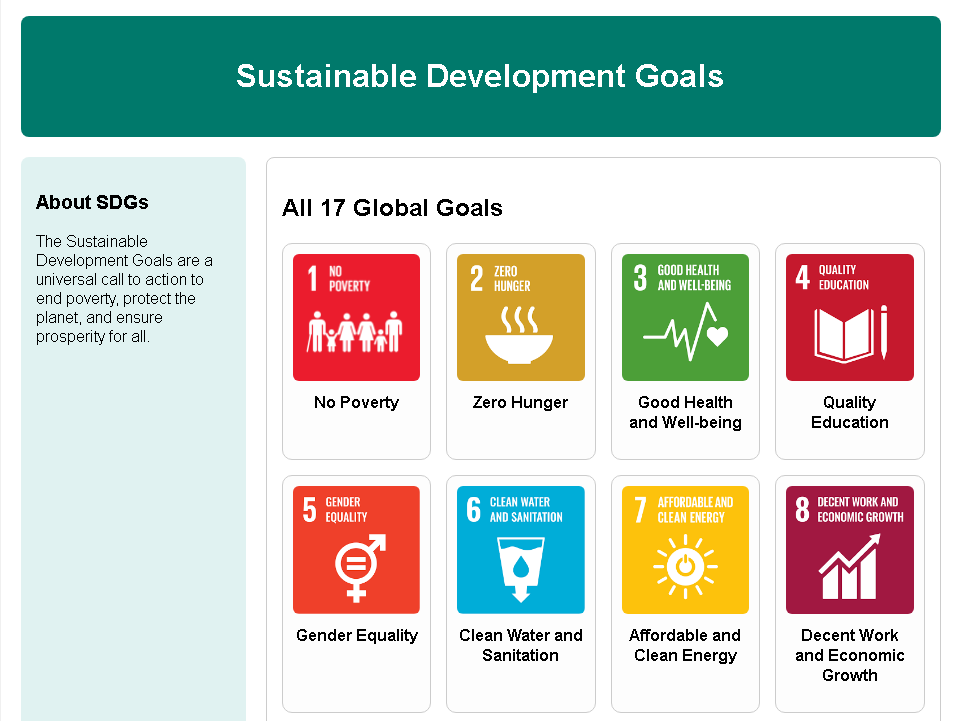 Sustainable Development Goals
About SDGs
The Sustainable
Development Goals are a
universal call to action to
end poverty, protect the
planet, and ensure
prosperity for all.
All 17 Global Goals
1 NO
POVERTY
No Poverty
2 ZERO
HUNGER
Zero Hunger
3 GOOD HEALTH
AND WELL-BEING
Good Health
and Well-being
4 QUALITY
EDUCATION
Quality
Education
5 GENDER
EQUALITY
Gender Equality
6 CLEAN WATER
AND SANITATION
Clean Water and
Sanitation
7 AFFORDABLE AND
CLEAN ENERGY
Affordable and
Clean Energy
8 DECENT WORK AND
ECONOMIC GROWTH
Decent Work
and Economic
Growth